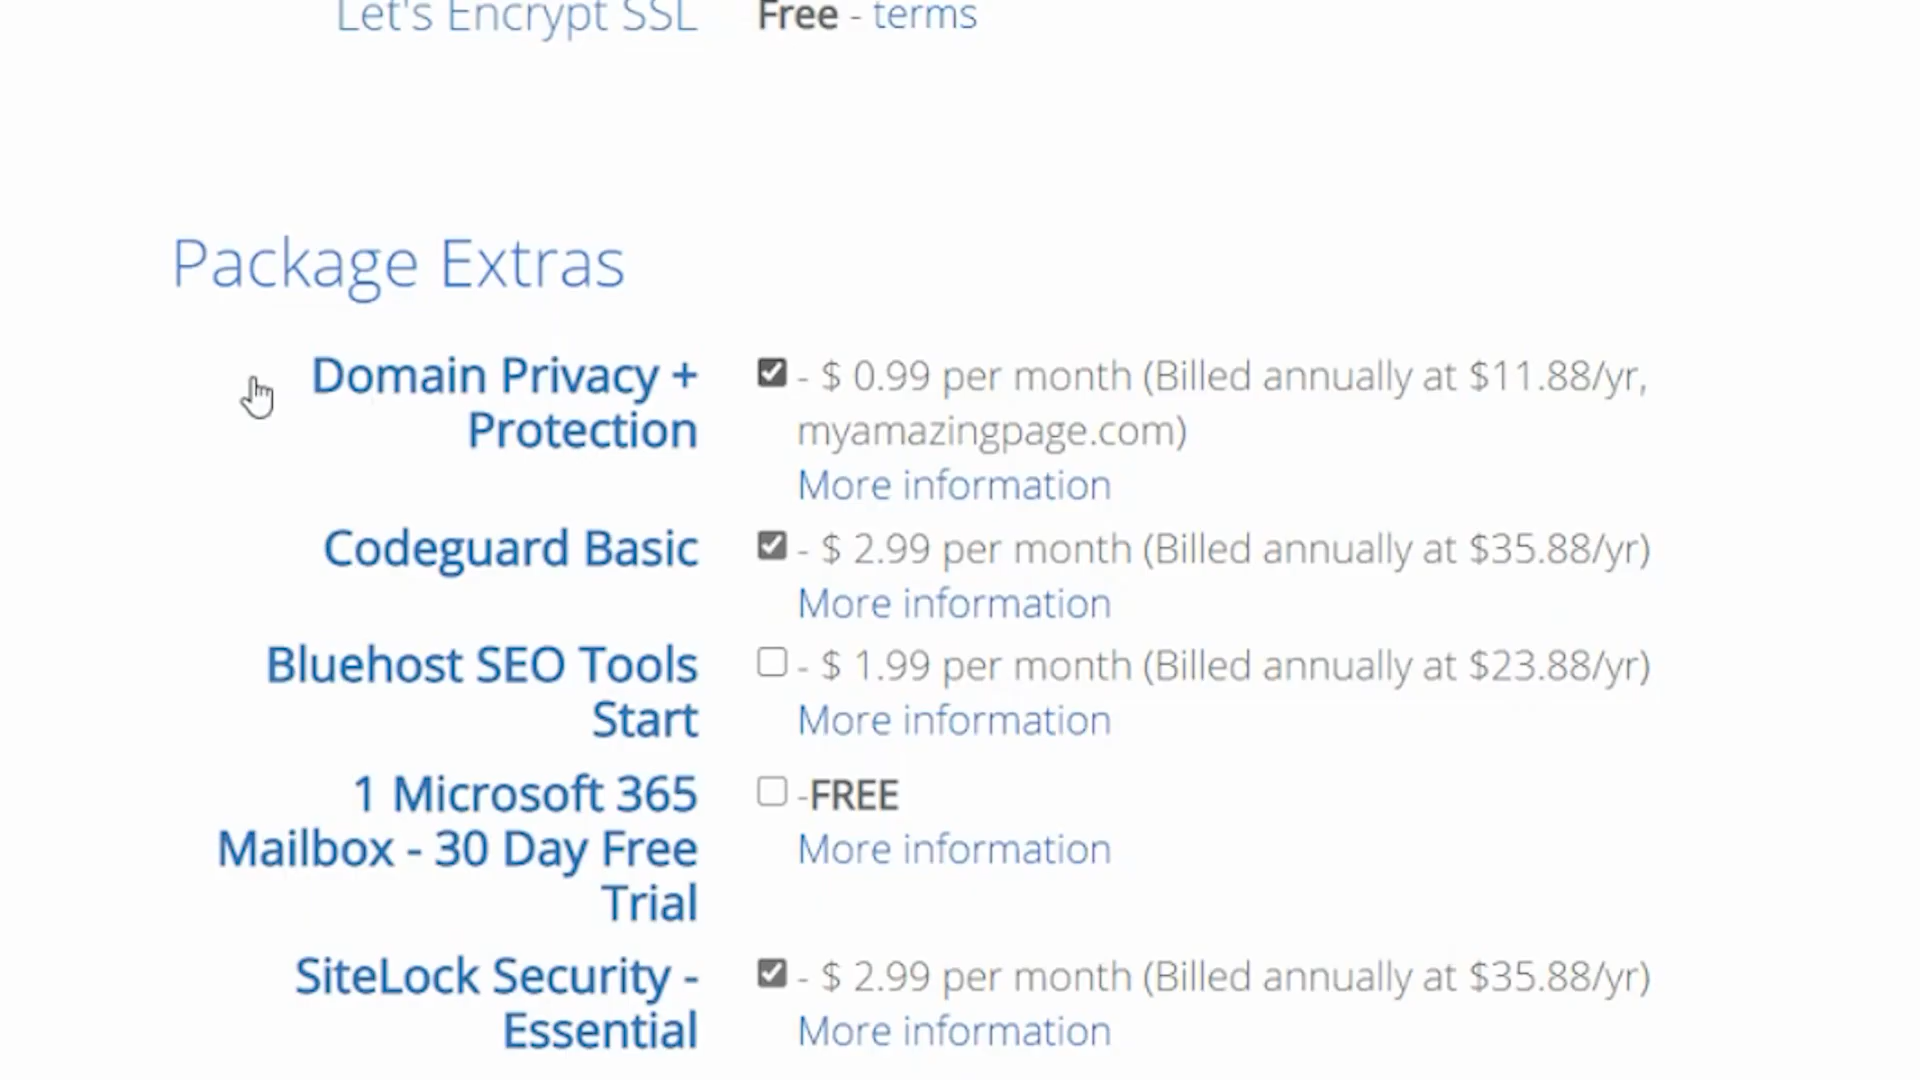 Let's Encrypt SSL Free - terms
Package Extras
Domain Privacy + - $ 0.99 per month (Billed annually at $11.88/yr,
Protection myamazingpage.com)
More information
Codeguard Basic - $ 2.99 per month (Billed annually at $35.88/yr)
More information
Bluehost SEO Tools - $ 1.99 per month (Billed annually at $23.88/yr)
Start More information
1 Microsoft 365 -FREE
Mailbox - 30 Day Free More information
Trial
SiteLock Security - - $ 2.99 per month (Billed annually at $35.88/yr)
Essential More information